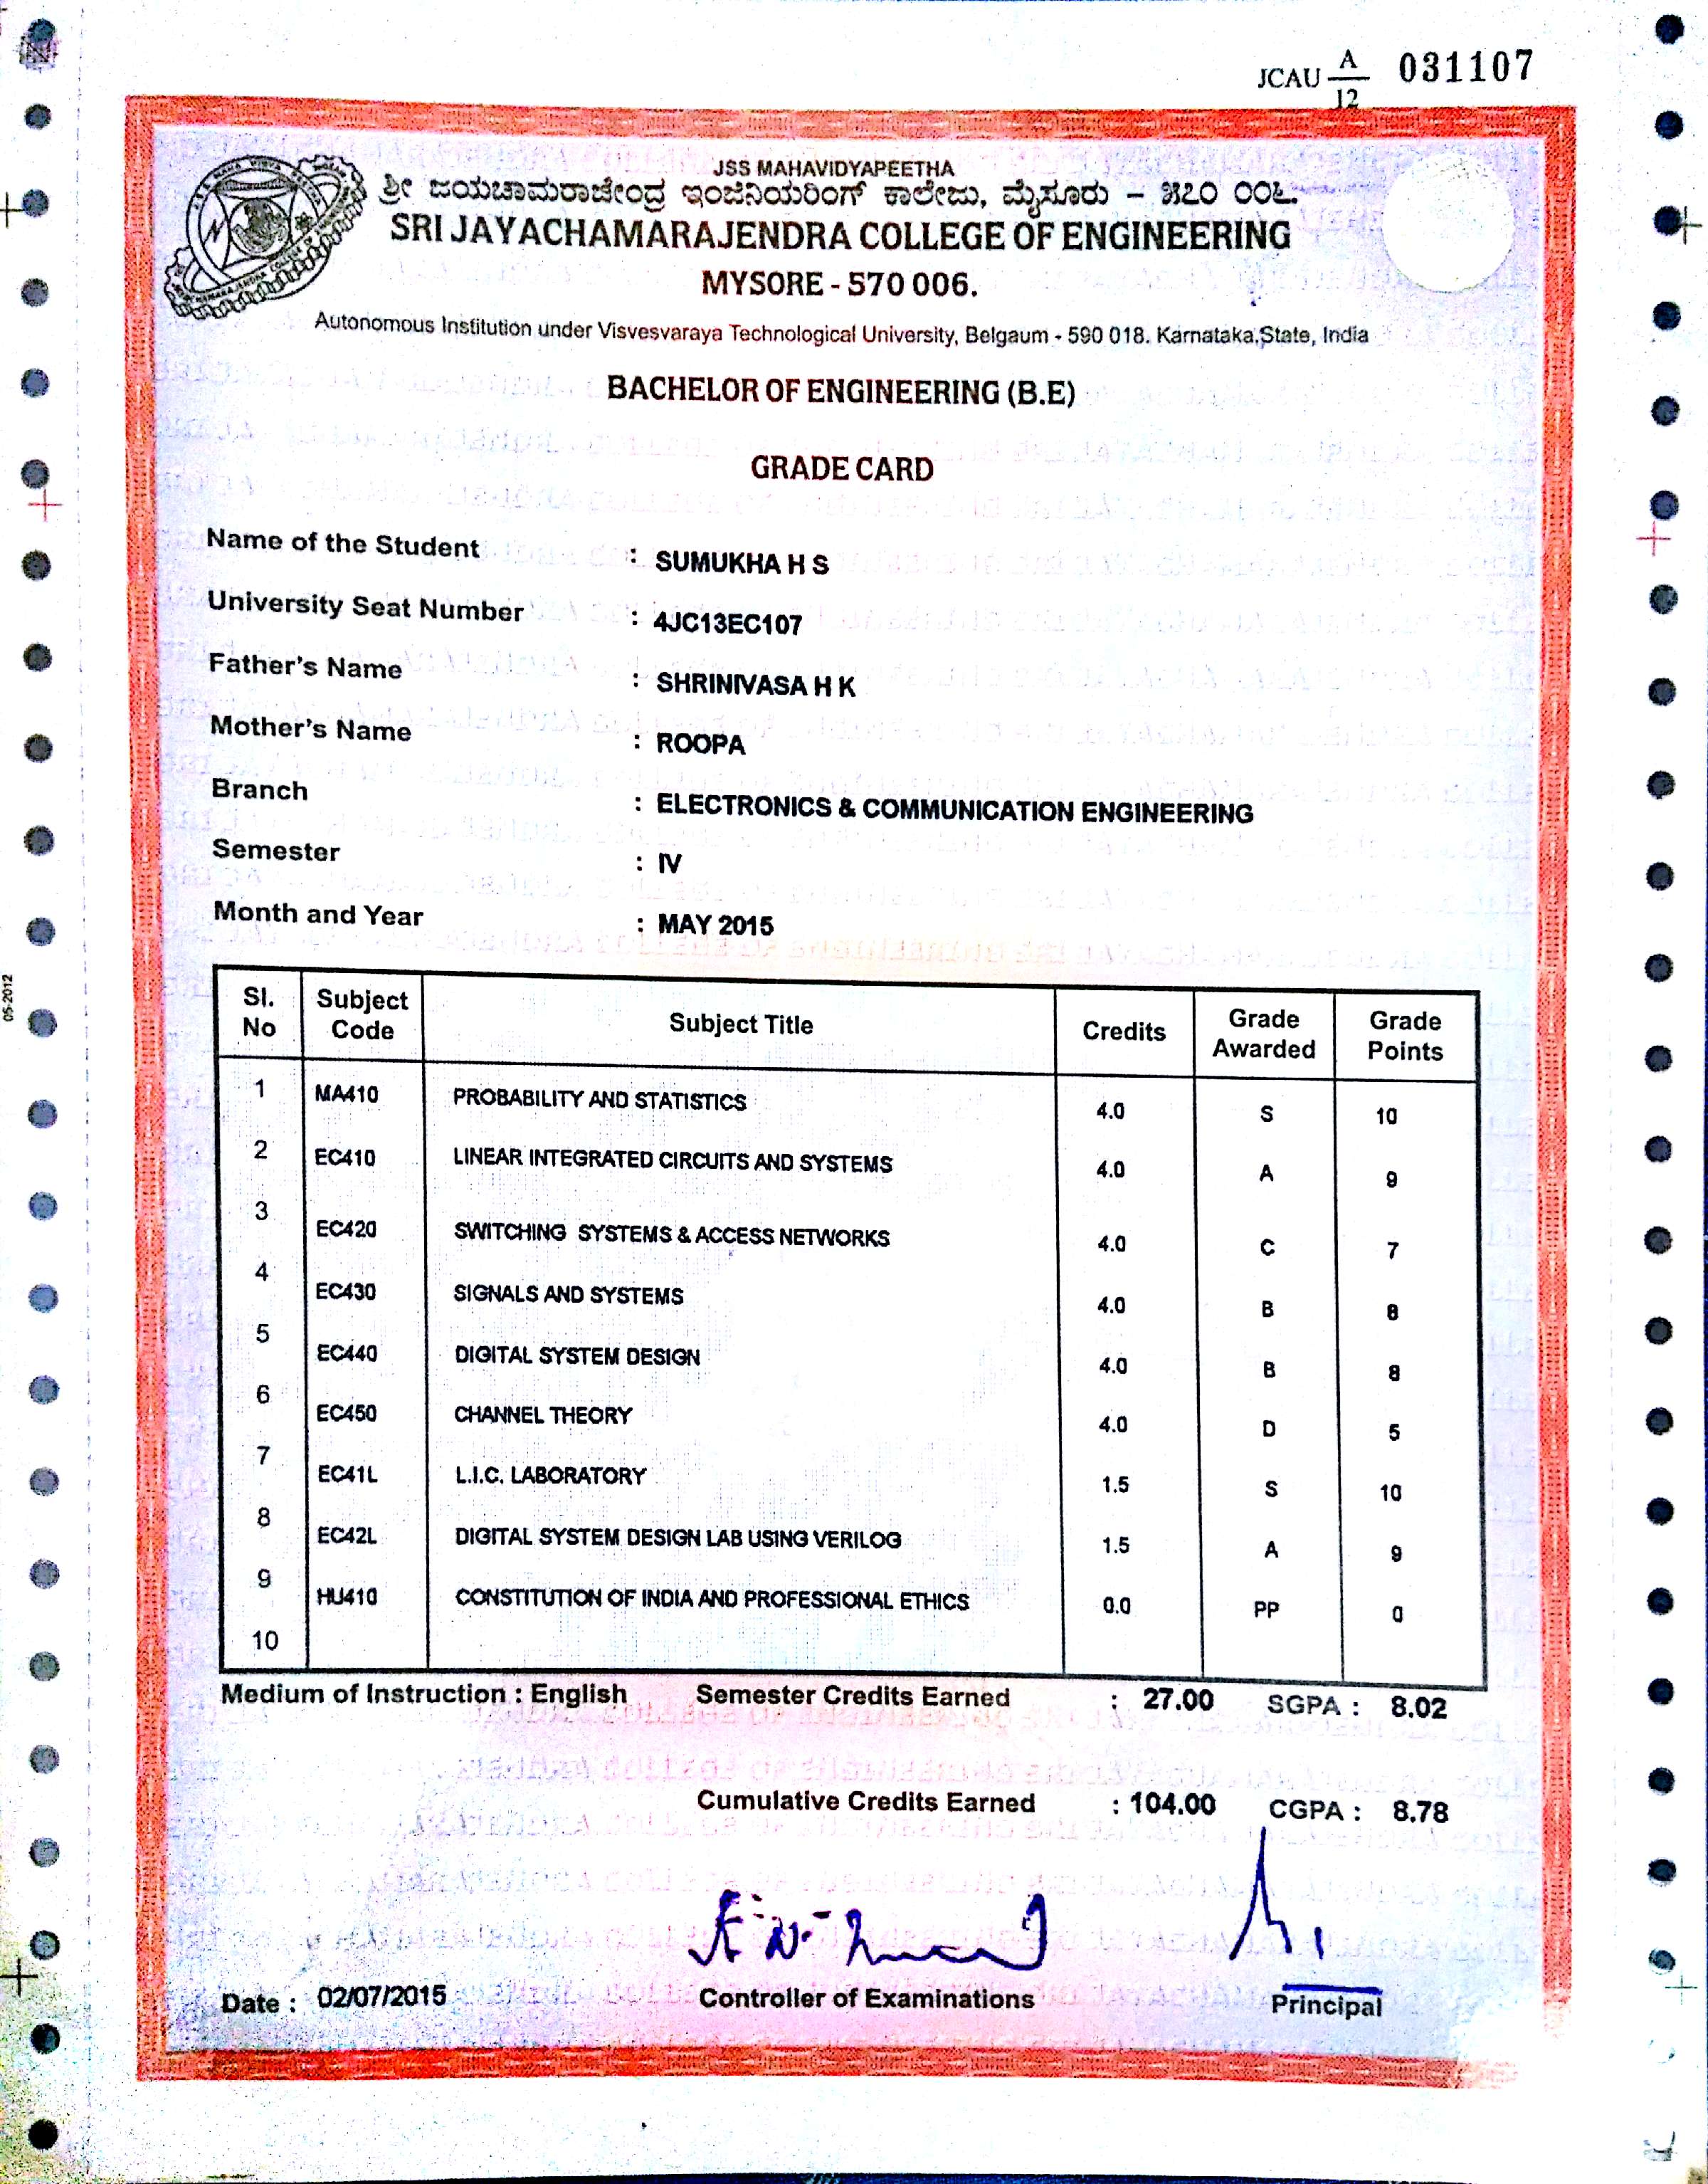 JCAU A/12 031107
JSS MAHAVIDYAPEETHA
ಶ್ರೀ ಜಯಚಾಮರಾಜೇಂದ್ರ ಇಂಜಿನಿಯರಿಂಗ್ ಕಾಲೇಜು, ಮೈಸೂರು – ೫೭೦ ೦೦೬.
SRI JAYACHAMARAJENDRA COLLEGE OF ENGINEERING
MYSORE - 570 006.
Autonomous Institution under Visvesvaraya Technological University, Belgaum - 590 018. Karnataka State, India
BACHELOR OF ENGINEERING (B.E)
GRADE CARD
Name of the Student : SUMUKHA H S
University Seat Number : 4JC13EC107
Father's Name : SHRINIVASA H K
Mother's Name : ROOPA
Branch : ELECTRONICS & COMMUNICATION ENGINEERING
Semester : IV
Month and Year : MAY 2015
05-2012
Sl. No Subject Code Subject Title Credits Grade Awarded Grade Points
1 MA410 PROBABILITY AND STATISTICS 4.0 S 10
2 EC410 LINEAR INTEGRATED CIRCUITS AND SYSTEMS 4.0 A 9
3 EC420 SWITCHING SYSTEMS & ACCESS NETWORKS 4.0 C 7
4 EC430 SIGNALS AND SYSTEMS 4.0 B 8
5 EC440 DIGITAL SYSTEM DESIGN 4.0 B 8
6 EC450 CHANNEL THEORY 4.0 D 5
7 EC41L L.I.C. LABORATORY 1.5 S 10
8 EC42L DIGITAL SYSTEM DESIGN LAB USING VERILOG 1.5 A 9
9 HU410 CONSTITUTION OF INDIA AND PROFESSIONAL ETHICS 0.0 PP 0
10
Medium of Instruction : English Semester Credits Earned : 27.00 SGPA : 8.02
Cumulative Credits Earned : 104.00 CGPA : 8.78
Date : 02/07/2015 Controller of Examinations Principal